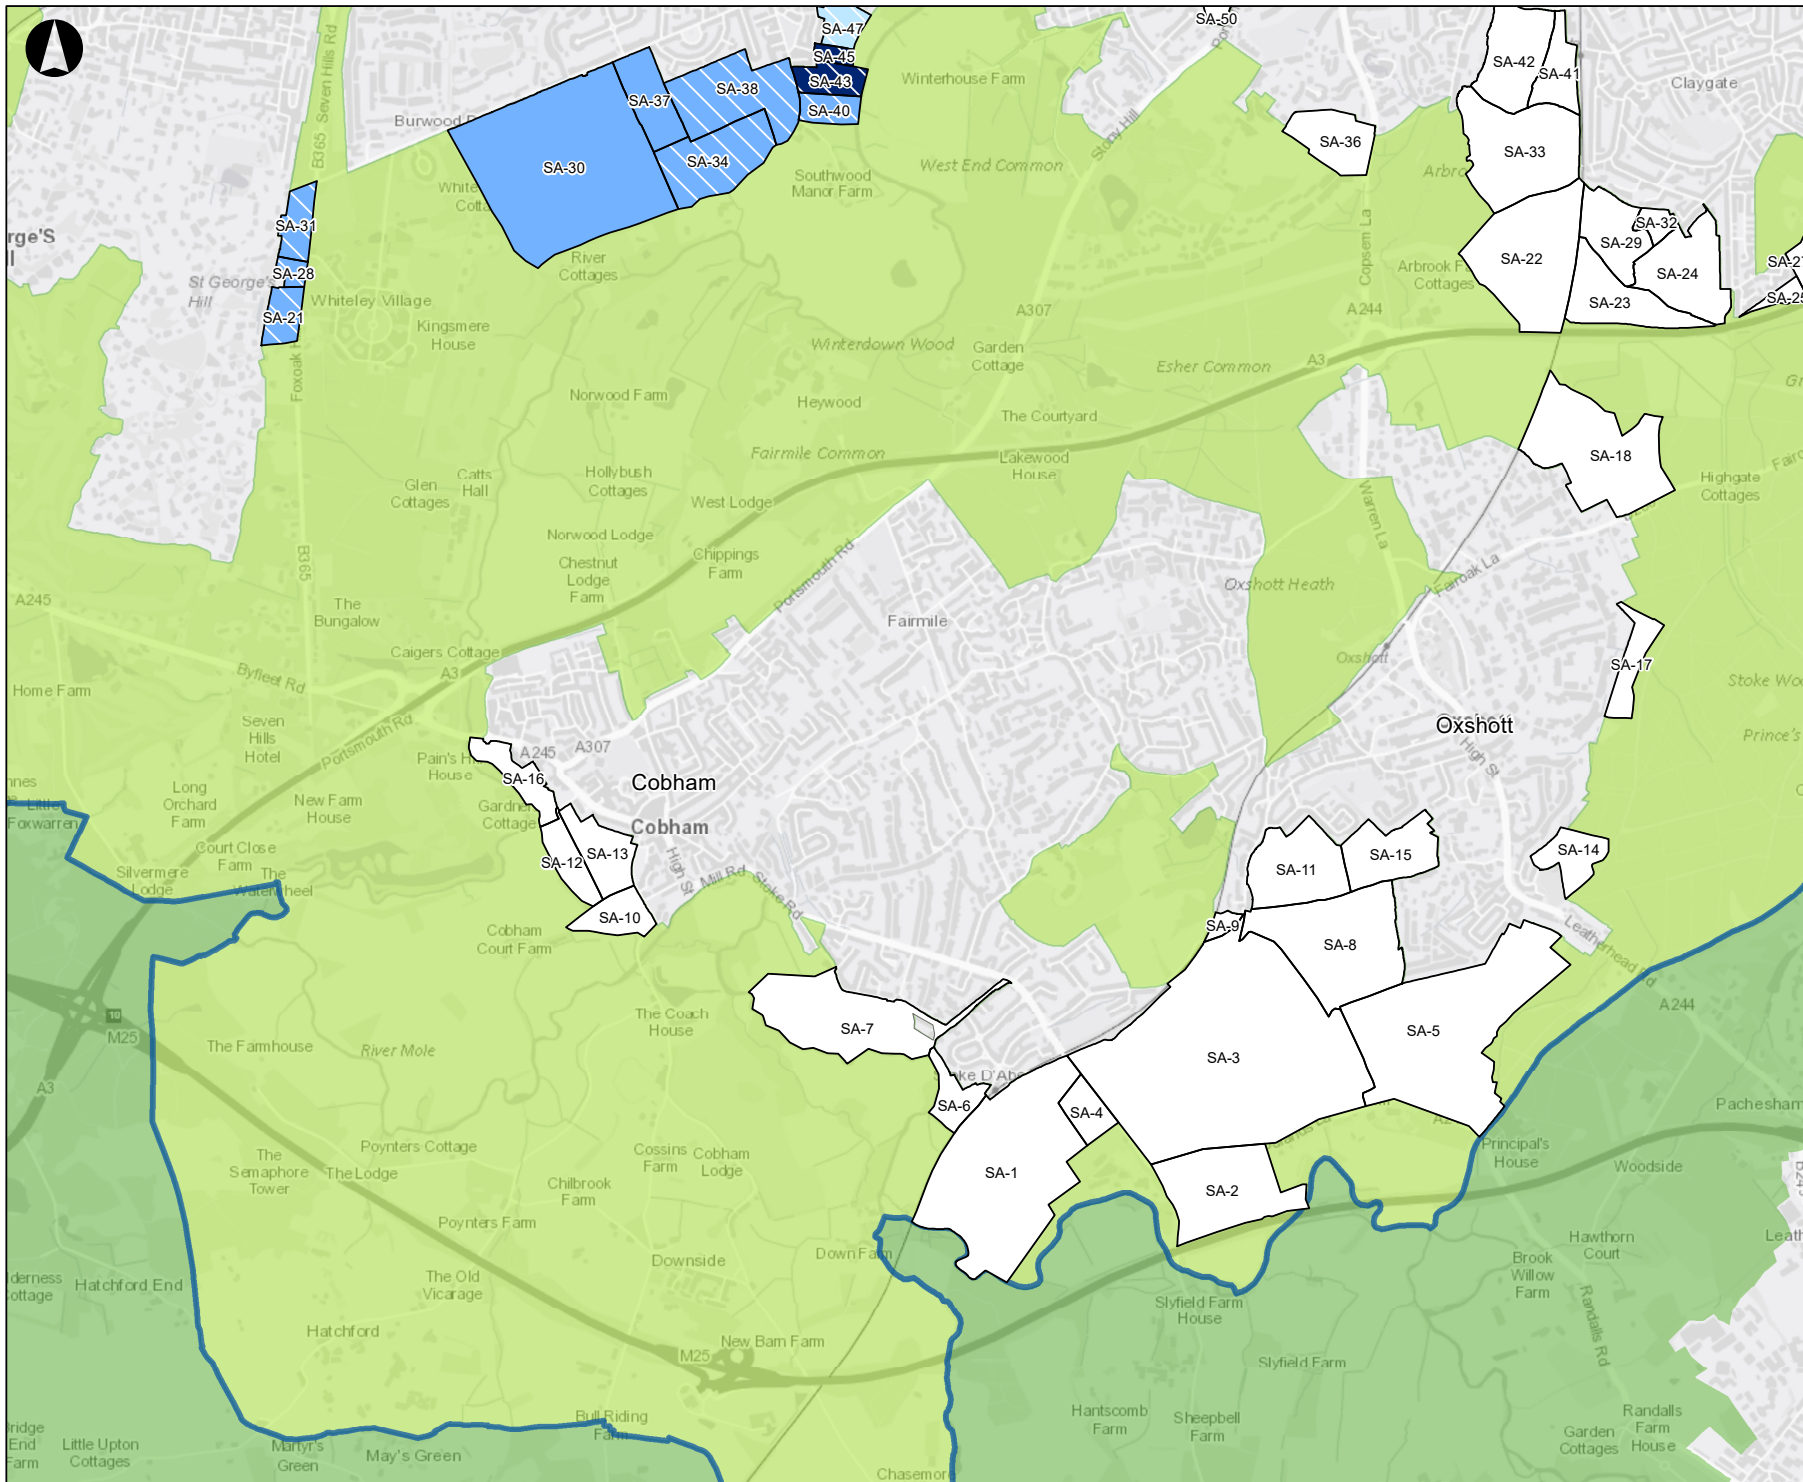 SA-50
SA-47
SA-45
SA-43
SA-40
SA-38
SA-37
SA-34
SA-30
SA-31
SA-28
SA-21
SA-42
SA-41
SA-36
SA-33
SA-32
SA-29
SA-24
SA-22
SA-23
SA-25
SA-18
SA-17
SA-16
SA-15
SA-14
SA-13
SA-12
SA-11
SA-10
SA-9
SA-8
SA-7
SA-6
SA-5
SA-4
SA-3
SA-2
SA-1
B365 Seven Hills Rd
Winterhouse Farm
Claygate
Stony Hill
West End Common
Southwood
Manor Farm
St George's
Hill
River
Cottages
Whiteley Village
Kingsmere
House
A307
Copsem La
A244
A3
Winterdown Wood
Garden
Cottage
Esher Common
Norwood Farm
Heywood
The Courtyard
Fairmile Common
Lakewood
House
Glen
Cottages
Catts
Hall
Hollybush
Cottages
West Lodge
Warren La
Highgate
Cottages
Norwood Lodge
Chippings
Farm
Chestnut
Lodge
Farm
Portsmouth Rd
B365
A245
The
Bungalow
Fairmile
Oxshott Heath
Fairoak La
Caigers Cottage
Byfleet Rd
A3
Home Farm
Oxshott
Oxshott
High St
Seven
Hills
Hotel
Portsmouth Rd
A245
A307
Cobham
Cobham
High St
Mill Rd
Stoke Rd
Long
Orchard
Farm
New Farm
House
Foxwarren
Court Close
Farm
Silvermere
Lodge
Cobham
Court Farm
Leatherhead Rd
A244
10
M25
The Farmhouse
River Mole
The Coach
House
A3
Poynters Cottage
The
Semaphore
Tower
The Lodge
Cossins
Farm
Cobham
Lodge
Chilbrook
Farm
Pachesham
Principal's
House
Woodside
Poynters Farm
Downside
Down Farm
Hatchford End
The Old
Vicarage
Hatchford
New Barn Farm
M25
Hawthorn
Court
Brook
Willow
Farm
Slyfield Farm
House
Slyfield Farm
Randalls Rd
Bull Riding
Farm
Hantscomb
Farm
Sheepbell
Farm
Randalls
Farm
House
Garden
Cottages
Little Upton
Cottages
Martyr's
Green
May's Green